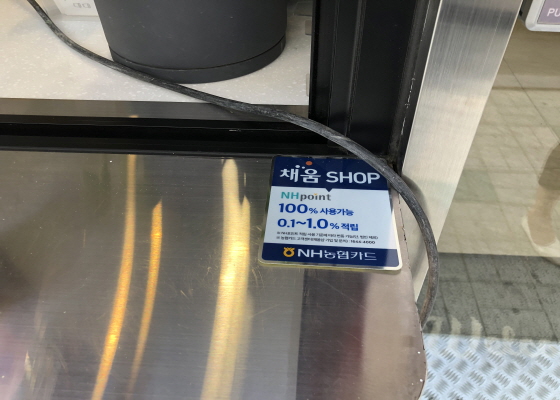 채움 SHOP
NHpoint
100% 사용가능
0.1~1.0% 적립
NH농협카드
PU